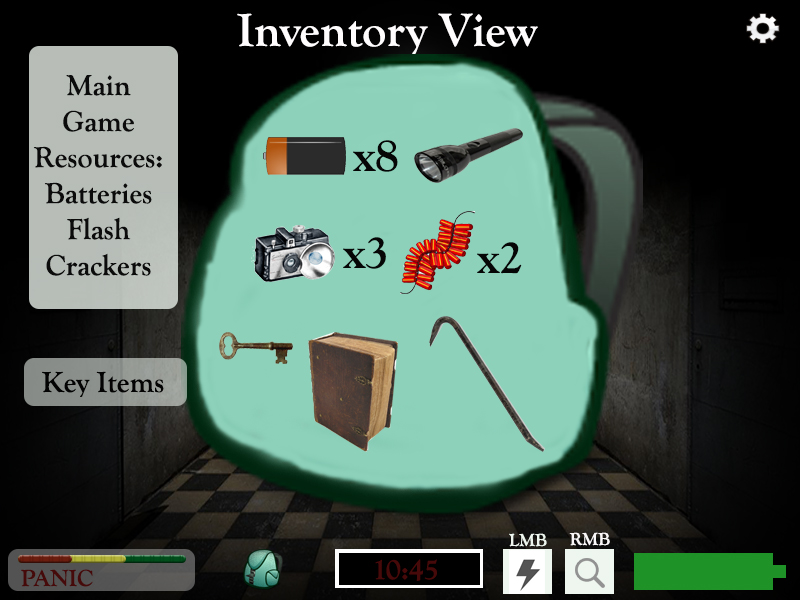 Inventory View
Main
Game
Resources:
Batteries
Flash
Crackers
x8
x3
x2
Key Items
PANIC
10:45
LMB
RMB